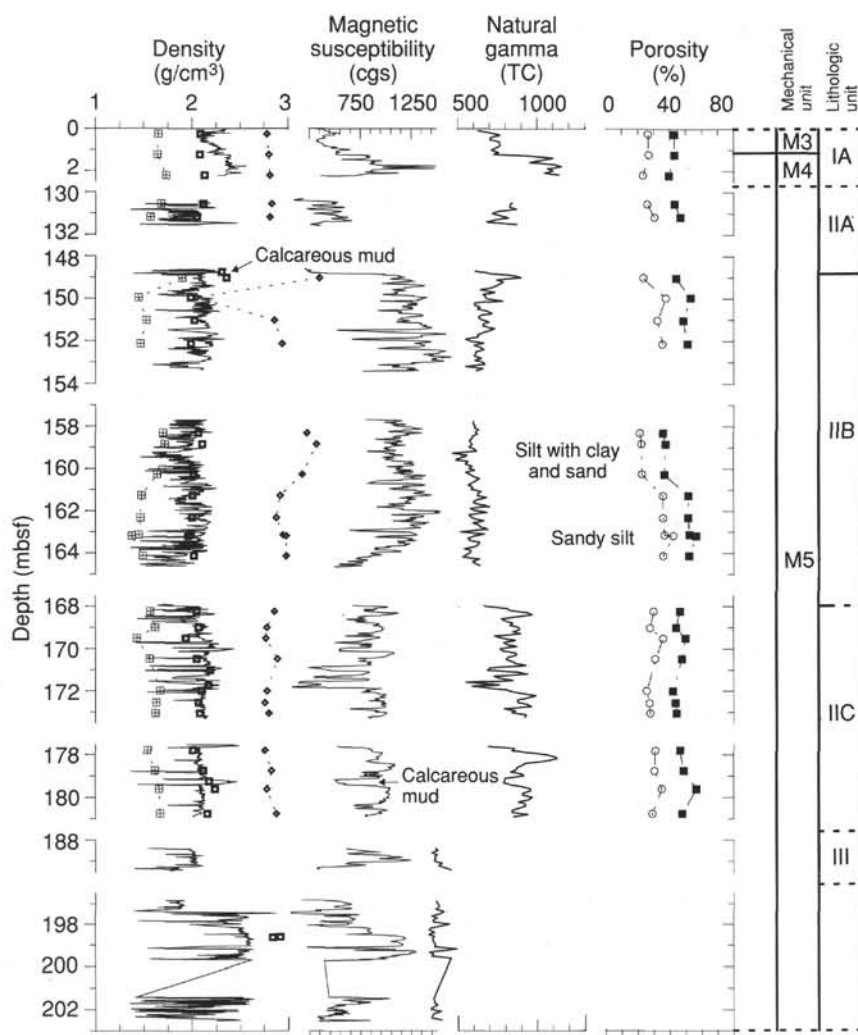 Density
(g/cm³)
Magnetic
susceptibility
(cgs)
Natural
gamma
(TC)
Porosity
(%)
Mechanical
unit
Lithologic
unit
1 2 3
750 1250
500 1000
0 40 80
0
2
M3
M4
IA
130
132
IIA
148
150
152
154
Calcareous mud
158
160
162
164
Silt with clay
and sand
Sandy silt
IIB
M5
Depth (mbsf)
168
170
172
IIC
178
180
Calcareous
mud
188
III
198
200
202